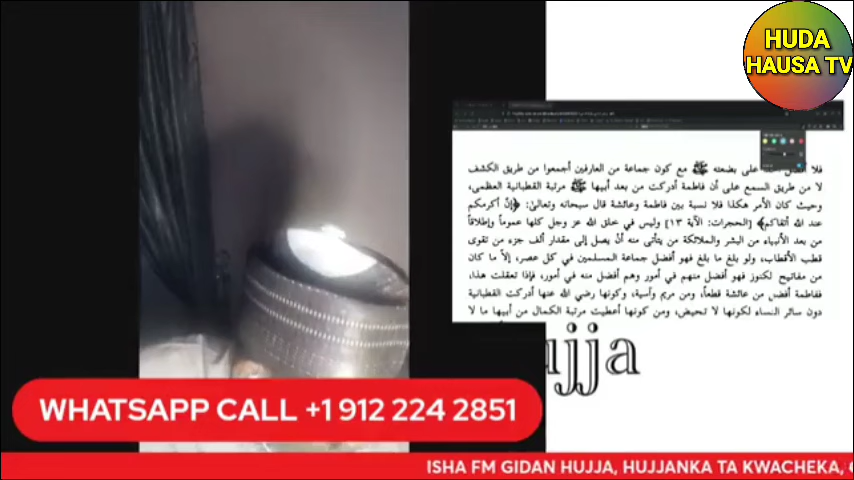 HUDA
HAUSA TV
على بضعته ﷺ مع كون جماعة من العارفين أجمعوا من طريق الكشف
لا من طريق السمع على أن فاطمة أدركت من بعد أبيها ﷺ مرتبة القطبانية العظمى،
وحيث كان الأمر هكذا فلا نسبة بين فاطمة وعائشة قال سبحانه وتعالى: ﴿إِنَّ أكرمكم
عند الله أتقاكم﴾ [الحجرات: الآية ١٣] وليس في خلق الله عز وجل كلها عموماً وإطلاقاً
من بعد الأنبياء من البشر والملائكة من يتأتى منه أن يصل إلى مقدار ألف جزء من تقوى
قطب الأقطاب، ولو بلغ ما بلغ فهو أفضل جماعة المسلمين في كل عصر، إلاّ ما كان
من مفاتيح لكنوز فهو أفضل منهم في أمور وهم أفضل منه في أمور، فإذا تعقلت هذا،
ففاطمة أفضل من عائشة قطعاً، ومن مريم وآسية، وكونها رضي الله عنها أدركت القطبانية
دون سائر النساء لكونها لا تحيض، ومن كونها أعطيت مرتبة الكمال من أبيها ما لا
ujja
WHATSAPP CALL +1 912 224 2851
ISHA FM GIDAN HUJJA, HUJJANKA TA KWACHEKA,